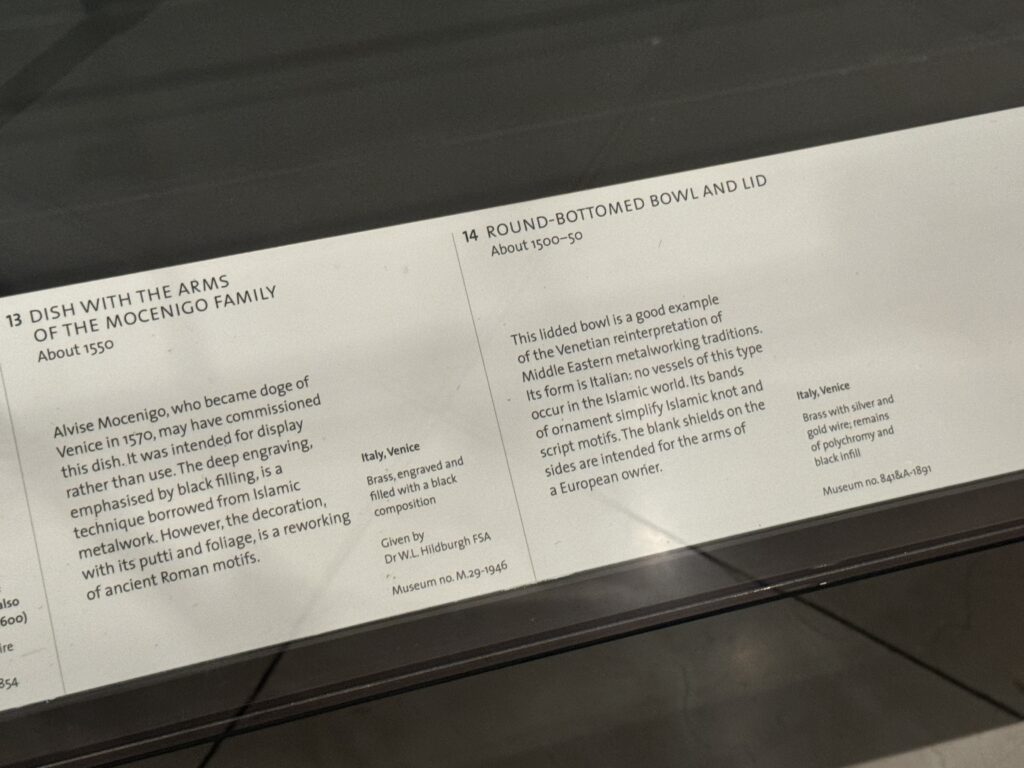 13 DISH WITH THE ARMS
OF THE MOCENIGO FAMILY
About 1550
Alvise Mocenigo, who became doge of
Venice in 1570, may have commissioned
this dish. It was intended for display
rather than use. The deep engraving,
emphasised by black filling, is a
technique borrowed from Islamic
metalwork. However, the decoration,
with its putti and foliage, is a reworking
of ancient Roman motifs.
Italy, Venice
Brass, engraved and
filled with a black
composition
Given by
Dr W.L. Hildburgh FSA
Museum no. M.29-1946
14 ROUND-BOTTOMED BOWL AND LID
About 1500–50
This lidded bowl is a good example
of the Venetian reinterpretation of
Middle Eastern metalworking traditions.
Its form is Italian: no vessels of this type
occur in the Islamic world. Its bands
of ornament simplify Islamic knot and
script motifs. The blank shields on the
sides are intended for the arms of
a European owner.
Italy, Venice
Brass with silver and
gold wire; remains
of polychromy and
black infill
Museum no. 841&A-1891
600)